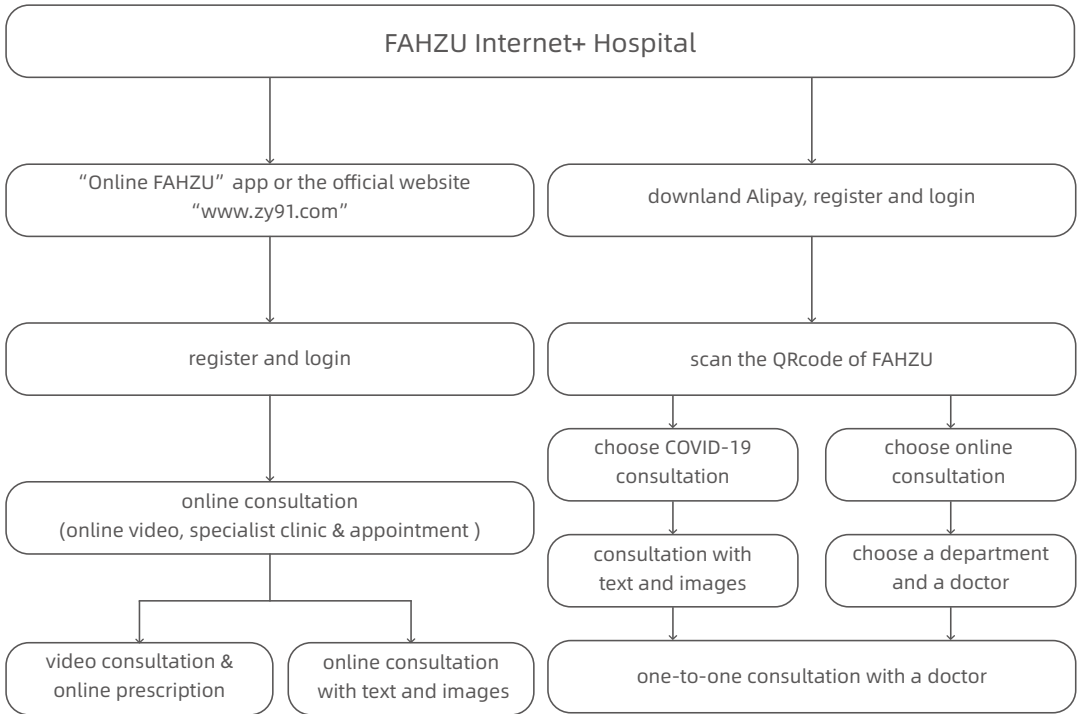 FAHZU Internet+ Hospital
“Online FAHZU” app or the official website
“www.zy91.com”
downland Alipay, register and login
register and login
scan the QRcode of FAHZU
choose COVID-19
consultation
choose online
consultation
online consultation
(online video, specialist clinic & appointment )
consultation with
text and images
choose a department
and a doctor
video consultation &
online prescription
online consultation
with text and images
one-to-one consultation with a doctor